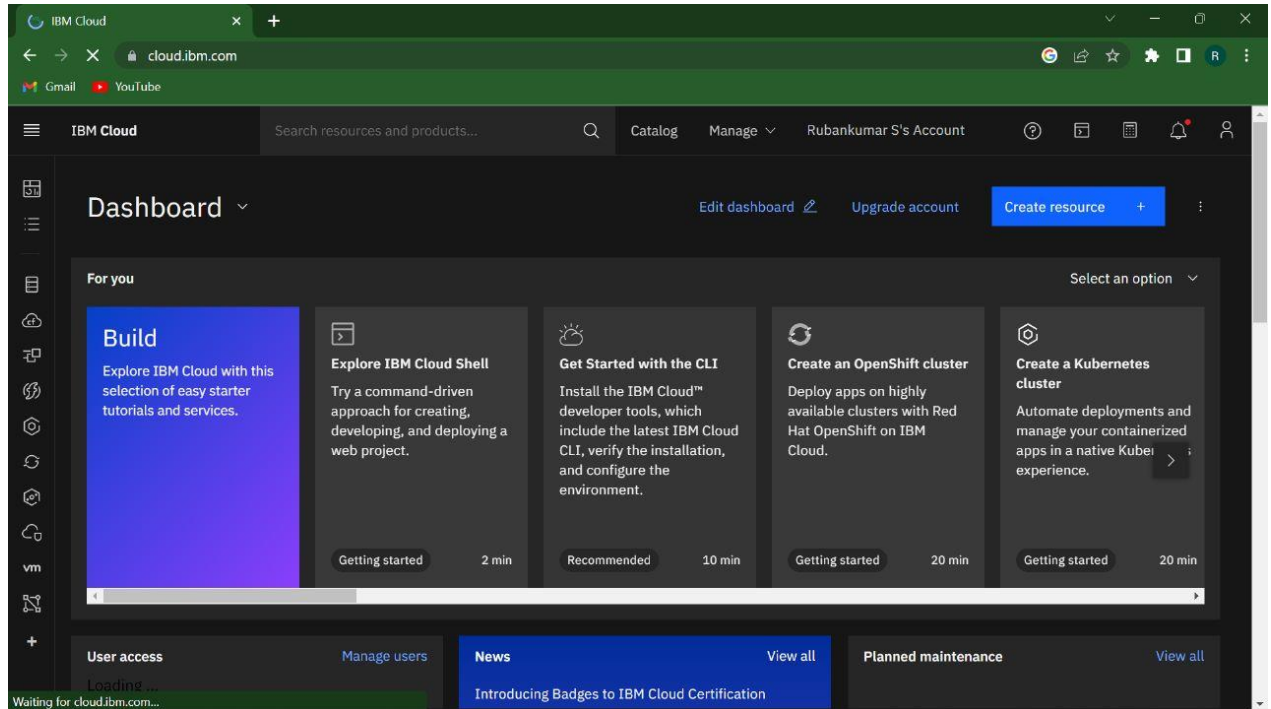 IBM Cloud
cloud.ibm.com
R
Gmail YouTube
IBM Cloud
Search resources and products...
Catalog
Manage
Rubankumar S's Account
Dashboard
Edit dashboard
Upgrade account
Create resource +
For you
Select an option
Build
Explore IBM Cloud with this
selection of easy starter
tutorials and services.
Explore IBM Cloud Shell
Try a command-driven
approach for creating,
developing, and deploying a
web project.
Getting started 2 min
Get Started with the CLI
Install the IBM Cloud™
developer tools, which
include the latest IBM Cloud
CLI, verify the installation,
and configure the
environment.
Recommended 10 min
Create an OpenShift cluster
Deploy apps on highly
available clusters with Red
Hat OpenShift on IBM
Cloud.
Getting started 20 min
Create a Kubernetes
cluster
Automate deployments and
manage your containerized
apps in a native
experience.
Getting started 20 min
vm
User access Manage users
Loading ...
News View all
Introducing Badges to IBM Cloud Certification
Planned maintenance View all
Waiting for cloud.ibm.com...